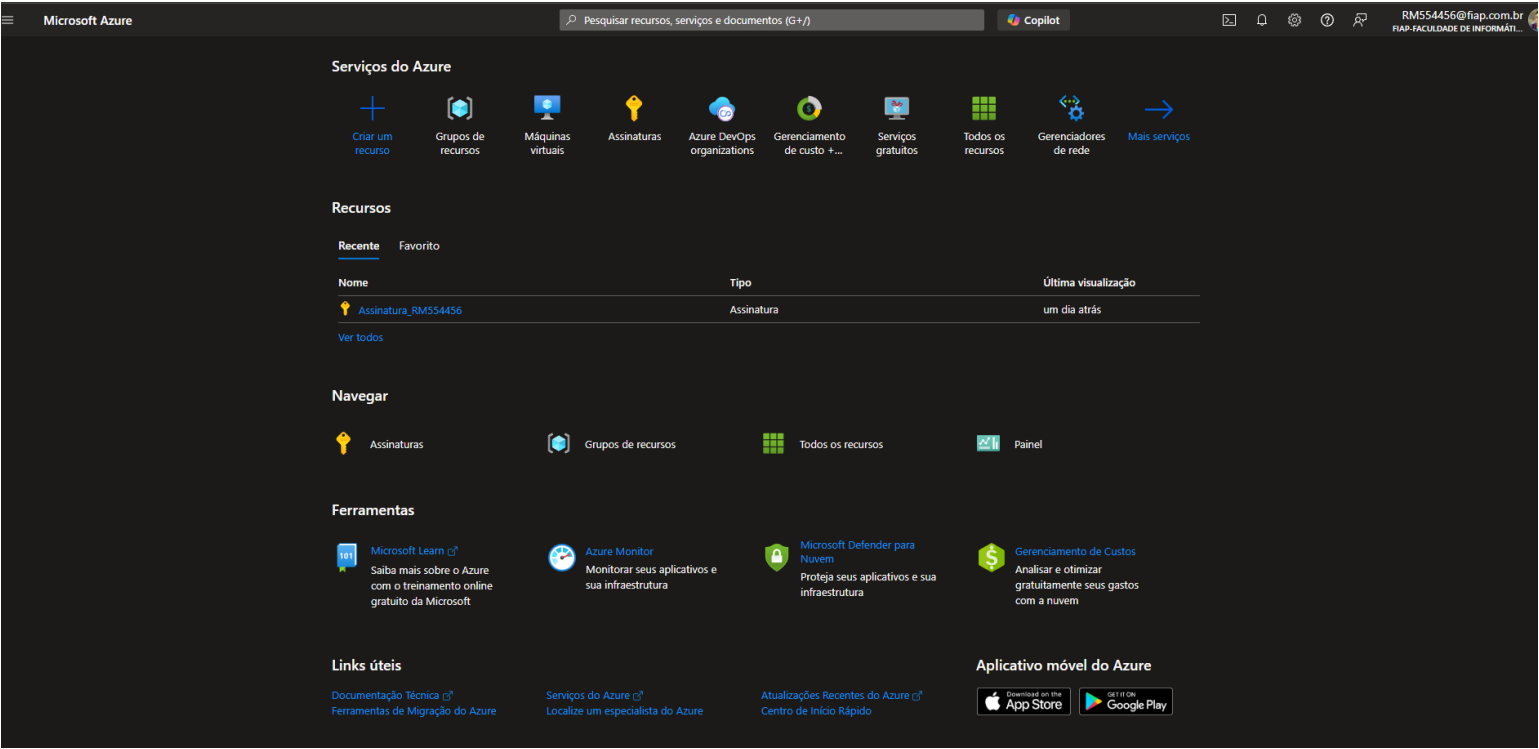 Microsoft Azure
Pesquisar recursos, serviços e documentos (G+/)
Copilot
RM554456@fiap.com.br
FIAP-FACULDADE DE INFORMÁTI...
Serviços do Azure
Criar um
recurso
Grupos de
recursos
Máquinas
virtuais
Assinaturas
Azure DevOps
organizations
Gerenciamento
de custo +...
Serviços
gratuitos
Todos os
recursos
Gerenciadores
de rede
Mais serviços
Recursos
Recente Favorito
Nome Tipo Última visualização
Assinatura_RM554456 Assinatura um dia atrás
Ver todos
Navegar
Assinaturas Grupos de recursos Todos os recursos Painel
Ferramentas
101
Microsoft Learn
Saiba mais sobre o Azure
com o treinamento online
gratuito da Microsoft
Azure Monitor
Monitorar seus aplicativos e
sua infraestrutura
Microsoft Defender para
Nuvem
Proteja seus aplicativos e sua
infraestrutura
Gerenciamento de Custos
Analisar e otimizar
gratuitamente seus gastos
com a nuvem
Links úteis
Documentação Técnica Serviços do Azure Atualizações Recentes do Azure
Ferramentas de Migração do Azure Localize um especialista do Azure Centro de Início Rápido
Aplicativo móvel do Azure
Download on the
App Store
GET IT ON
Google Play